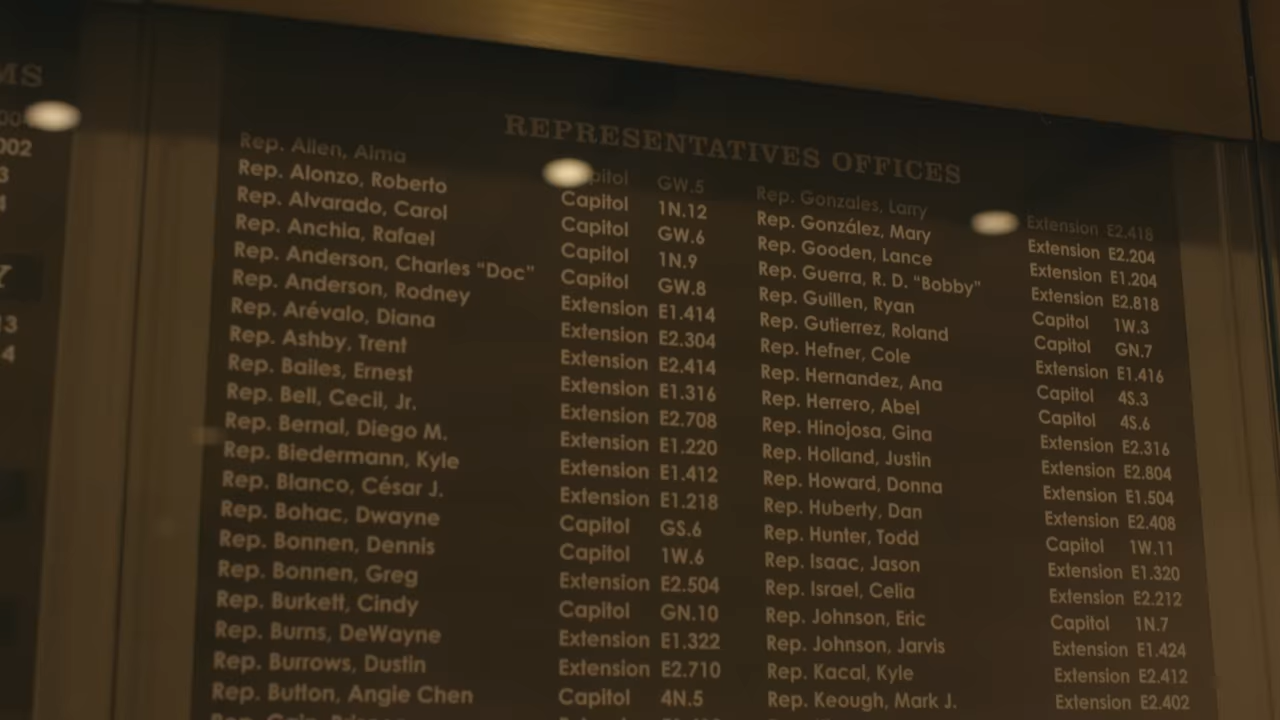 MS
002
3
4
Y
13
4
REPRESENTATIVES OFFICES
Rep. Allen, Alma Capitol GW.5
Rep. Alonzo, Roberto Capitol 1N.12
Rep. Alvarado, Carol Capitol GW.6
Rep. Anchia, Rafael Capitol 1N.9
Rep. Anderson, Charles "Doc" Capitol GW.8
Rep. Anderson, Rodney Extension E1.414
Rep. Arévalo, Diana Extension E2.304
Rep. Ashby, Trent Extension E2.414
Rep. Bailes, Ernest Extension E1.316
Rep. Bell, Cecil, Jr. Extension E2.708
Rep. Bernal, Diego M. Extension E1.220
Rep. Biedermann, Kyle Extension E1.412
Rep. Blanco, César J. Extension E1.218
Rep. Bohac, Dwayne Capitol GS.6
Rep. Bonnen, Dennis Capitol 1W.6
Rep. Bonnen, Greg Extension E2.504
Rep. Burkett, Cindy Capitol GN.10
Rep. Burns, DeWayne Extension E1.322
Rep. Burrows, Dustin Extension E2.710
Rep. Button, Angie Chen Capitol 4N.5
Rep. Gonzales, Larry Extension E2.418
Rep. González, Mary Extension E2.204
Rep. Gooden, Lance Extension E1.204
Rep. Guerra, R. D. "Bobby" Extension E2.818
Rep. Guillen, Ryan Capitol 1W.3
Rep. Gutierrez, Roland Capitol GN.7
Rep. Hefner, Cole Extension E1.416
Rep. Hernandez, Ana Capitol 4S.3
Rep. Herrero, Abel Capitol 4S.6
Rep. Hinojosa, Gina Extension E2.316
Rep. Holland, Justin Extension E2.804
Rep. Howard, Donna Extension E1.504
Rep. Huberty, Dan Extension E2.408
Rep. Hunter, Todd Capitol 1W.11
Rep. Isaac, Jason Extension E1.320
Rep. Israel, Celia Extension E2.212
Rep. Johnson, Eric Capitol 1N.7
Rep. Johnson, Jarvis Extension E1.424
Rep. Kacal, Kyle Extension E2.412
Rep. Keough, Mark J. Extension E2.402